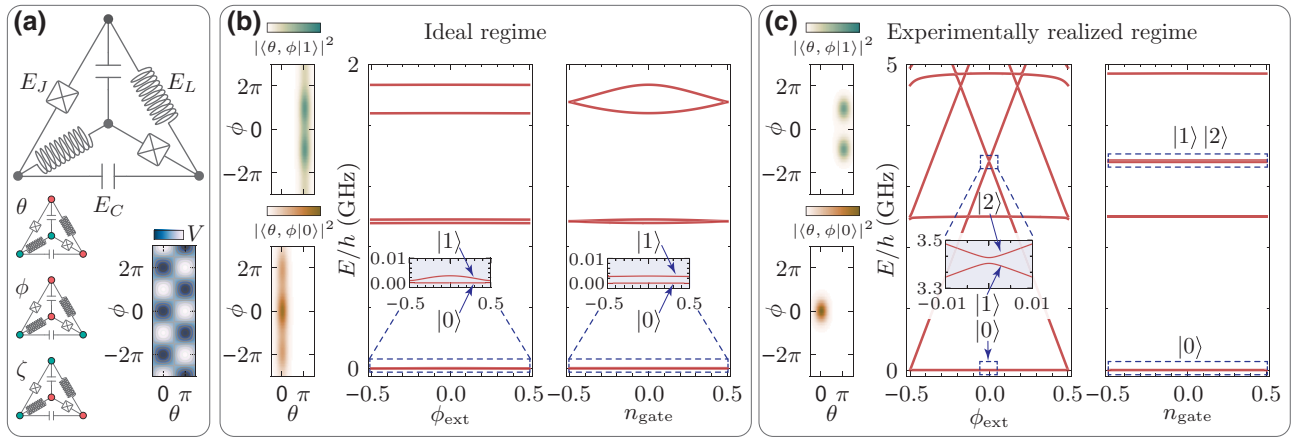 (a)
E_J
E_L
E_C
θ
ϕ
ζ
V
2π
ϕ
0
−2π
0 π
θ
(b)
Ideal regime
|⟨θ, ϕ|1⟩|²
2π
ϕ
0
−2π
|⟨θ, ϕ|0⟩|²
2π
ϕ
0
−2π
0 π
θ
2
E/h (GHz)
0
|1⟩
0.01
0.00
−0.5 0.5
|0⟩
−0.5 0.0 0.5
ϕ_ext
|1⟩
0.01
0.00
−0.5 0.5
|0⟩
−0.5 0.0 0.5
n_gate
(c)
Experimentally realized regime
|⟨θ, ϕ|1⟩|²
2π
ϕ
0
−2π
|⟨θ, ϕ|0⟩|²
2π
ϕ
0
−2π
0 π
θ
5
E/h (GHz)
0
|2⟩
3.5
3.3
−0.01 0.01
|1⟩
|0⟩
−0.5 0.0 0.5
ϕ_ext
|1⟩ |2⟩
|0⟩
−0.5 0.0 0.5
n_gate